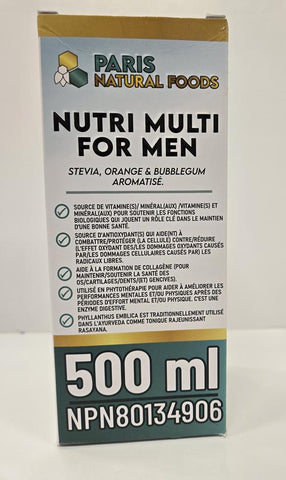 PARIS
NATURAL FOODS
NUTRI MULTI
FOR MEN
STEVIA, ORANGE & BUBBLEGUM
AROMATISÉ.
SOURCE DE VITAMINE(S)/ MINÉRAL(AUX) /VITAMINE(S) ET
MINÉRAL(AUX) POUR SOUTENIR LES FONCTIONS
BIOLOGIQUES QUI JOUENT UN RÔLE CLÉ DANS LE MAINTIEN
D'UNE BONNE SANTÉ.
SOURCE D'ANTIOXYDANT(S) QUI AIDE(NT) À
COMBATTRE/PROTÉGER (LA CELLULE) CONTRE/RÉDUIRE
(L'EFFET OXYDANT DES/LES DOMMAGES OXYDANTS CAUSÉS
PAR/LES DOMMAGES CELLULAIRES CAUSÉS PAR) LES
RADICAUX LIBRES.
AIDE À LA FORMATION DE COLLAGÈNE (POUR
MAINTENIR/SOUTENIR LA SANTÉ DES
OS/CARTILAGES/DENTS/(ET) GENCIVES).
UTILISÉ EN PHYTOTHÉRAPIE POUR AIDER À AMÉLIORER LES
PERFORMANCES MENTALES ET/OU PHYSIQUES APRÈS DES
PÉRIODES D'EFFORT MENTAL ET/OU PHYSIQUE. C'EST UNE
ENZYME DIGESTIVE.
PHYLLANTHUS EMBLICA EST TRADITIONNELLEMENT UTILISÉ
DANS L'AYURVEDA COMME TONIQUE RAJEUNISSANT
RASAYANA.
500 ml
NPN80134906